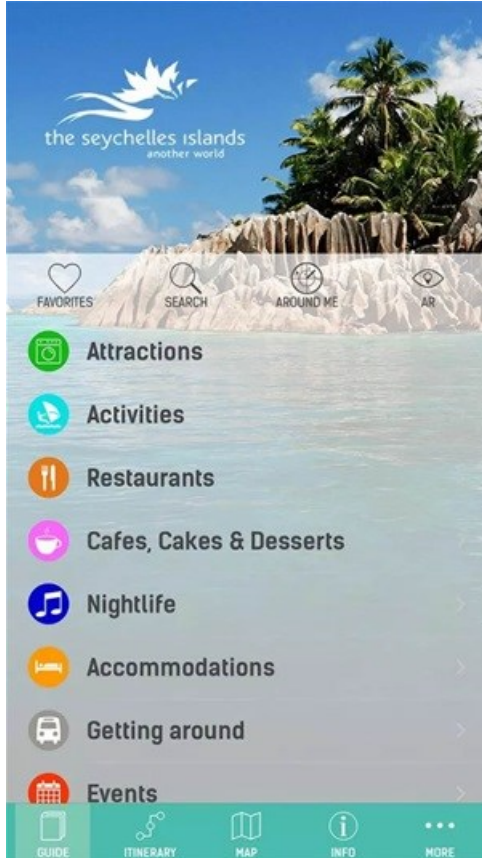 the seychelles ıslands
another world
FAVORITES SEARCH AROUND ME AR
Attractions
Activities
Restaurants
Cafes, Cakes & Desserts
Nightlife
Accommodations
Getting around
Events
GUIDE ITINERARY MAP INFO MORE